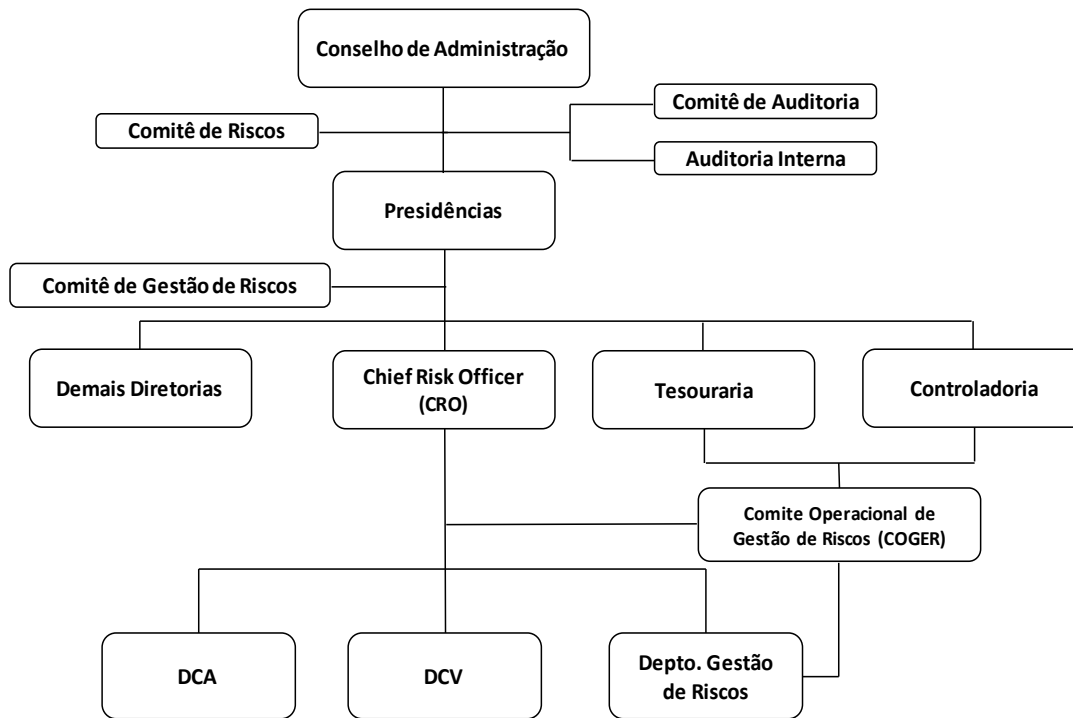 Conselho de Administração
Comitê de Auditoria
Comitê de Riscos
Auditoria Interna
Presidências
Comitê de Gestão de Riscos
Demais Diretorias
Chief Risk Officer
(CRO)
Tesouraria
Controladoria
Comite Operacional de
Gestão de Riscos (COGER)
DCA
DCV
Depto. Gestão
de Riscos